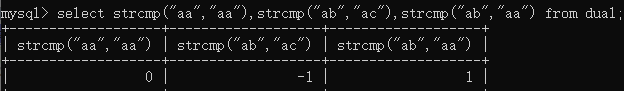 mysql> select strcmp("aa","aa"),strcmp("ab","ac"),strcmp("ab","aa") from dual;
+-------------------+-------------------+-------------------+
| strcmp("aa","aa") | strcmp("ab","ac") | strcmp("ab","aa") |
+-------------------+-------------------+-------------------+
|                 0 |                -1 |                 1 |